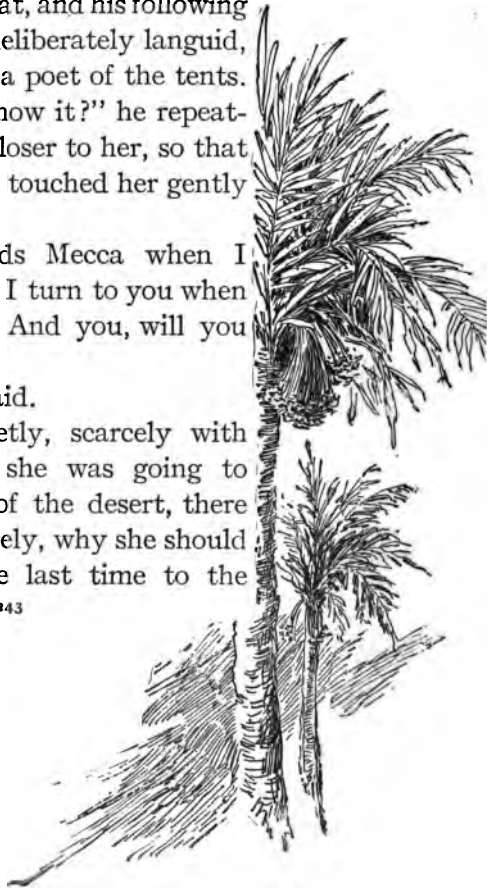 at, and his following
eliberately languid,
a poet of the tents.
now it?" he repeat-
loser to her, so that
touched her gently
ds Mecca when I
I turn to you when
And you, will you
aid.
etly, scarcely with
she was going to
of the desert, there
ely, why she should
e last time to the
43